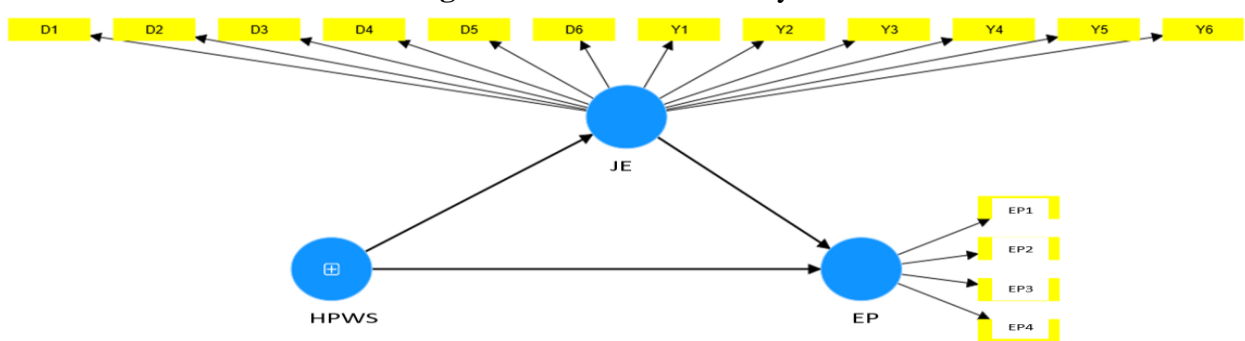 D1 D2 D3 D4 D5 D6 Y1 Y2 Y3 Y4 Y5 Y6
JE
EP1
EP2
EP3
EP4
HPWS
EP